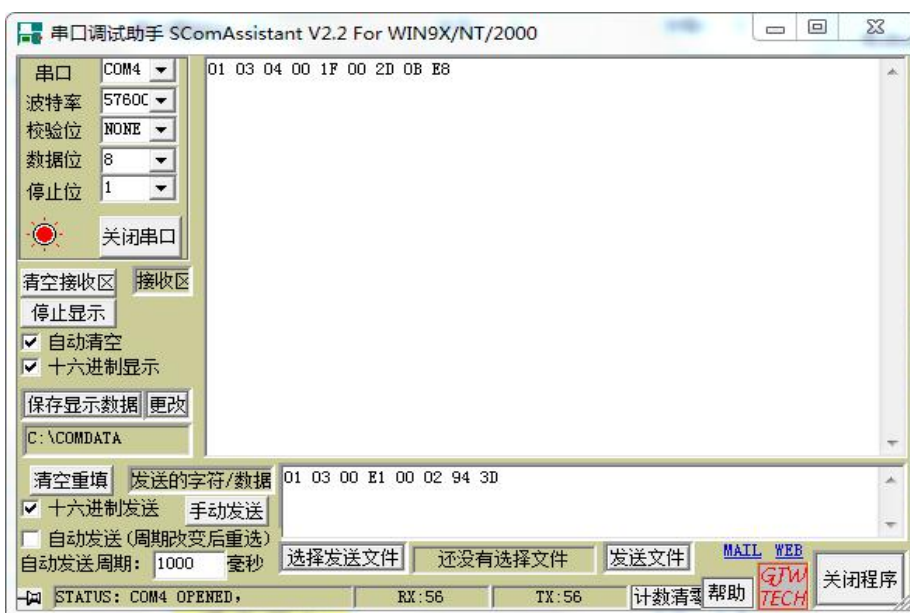 串口调试助手 SComAssistant V2.2 For WIN9X/NT/2000
串口 COM4
波特率 57600
校验位 NONE
数据位 8
停止位 1
关闭串口
清空接收区 接收区
停止显示
自动清空
十六进制显示
保存显示数据 更改
C:\COMDATA
01 03 04 00 1F 00 2D 0B E8
清空重填 发送的字符/数据
01 03 00 E1 00 02 94 3D
十六进制发送 手动发送
自动发送(周期改变后重选)
自动发送周期: 1000 毫秒 选择发送文件 还没有选择文件 发送文件 MAIL WEB
GJW TECH
关闭程序
STATUS: COM4 OPENED, RX:56 TX:56 计数清零 帮助